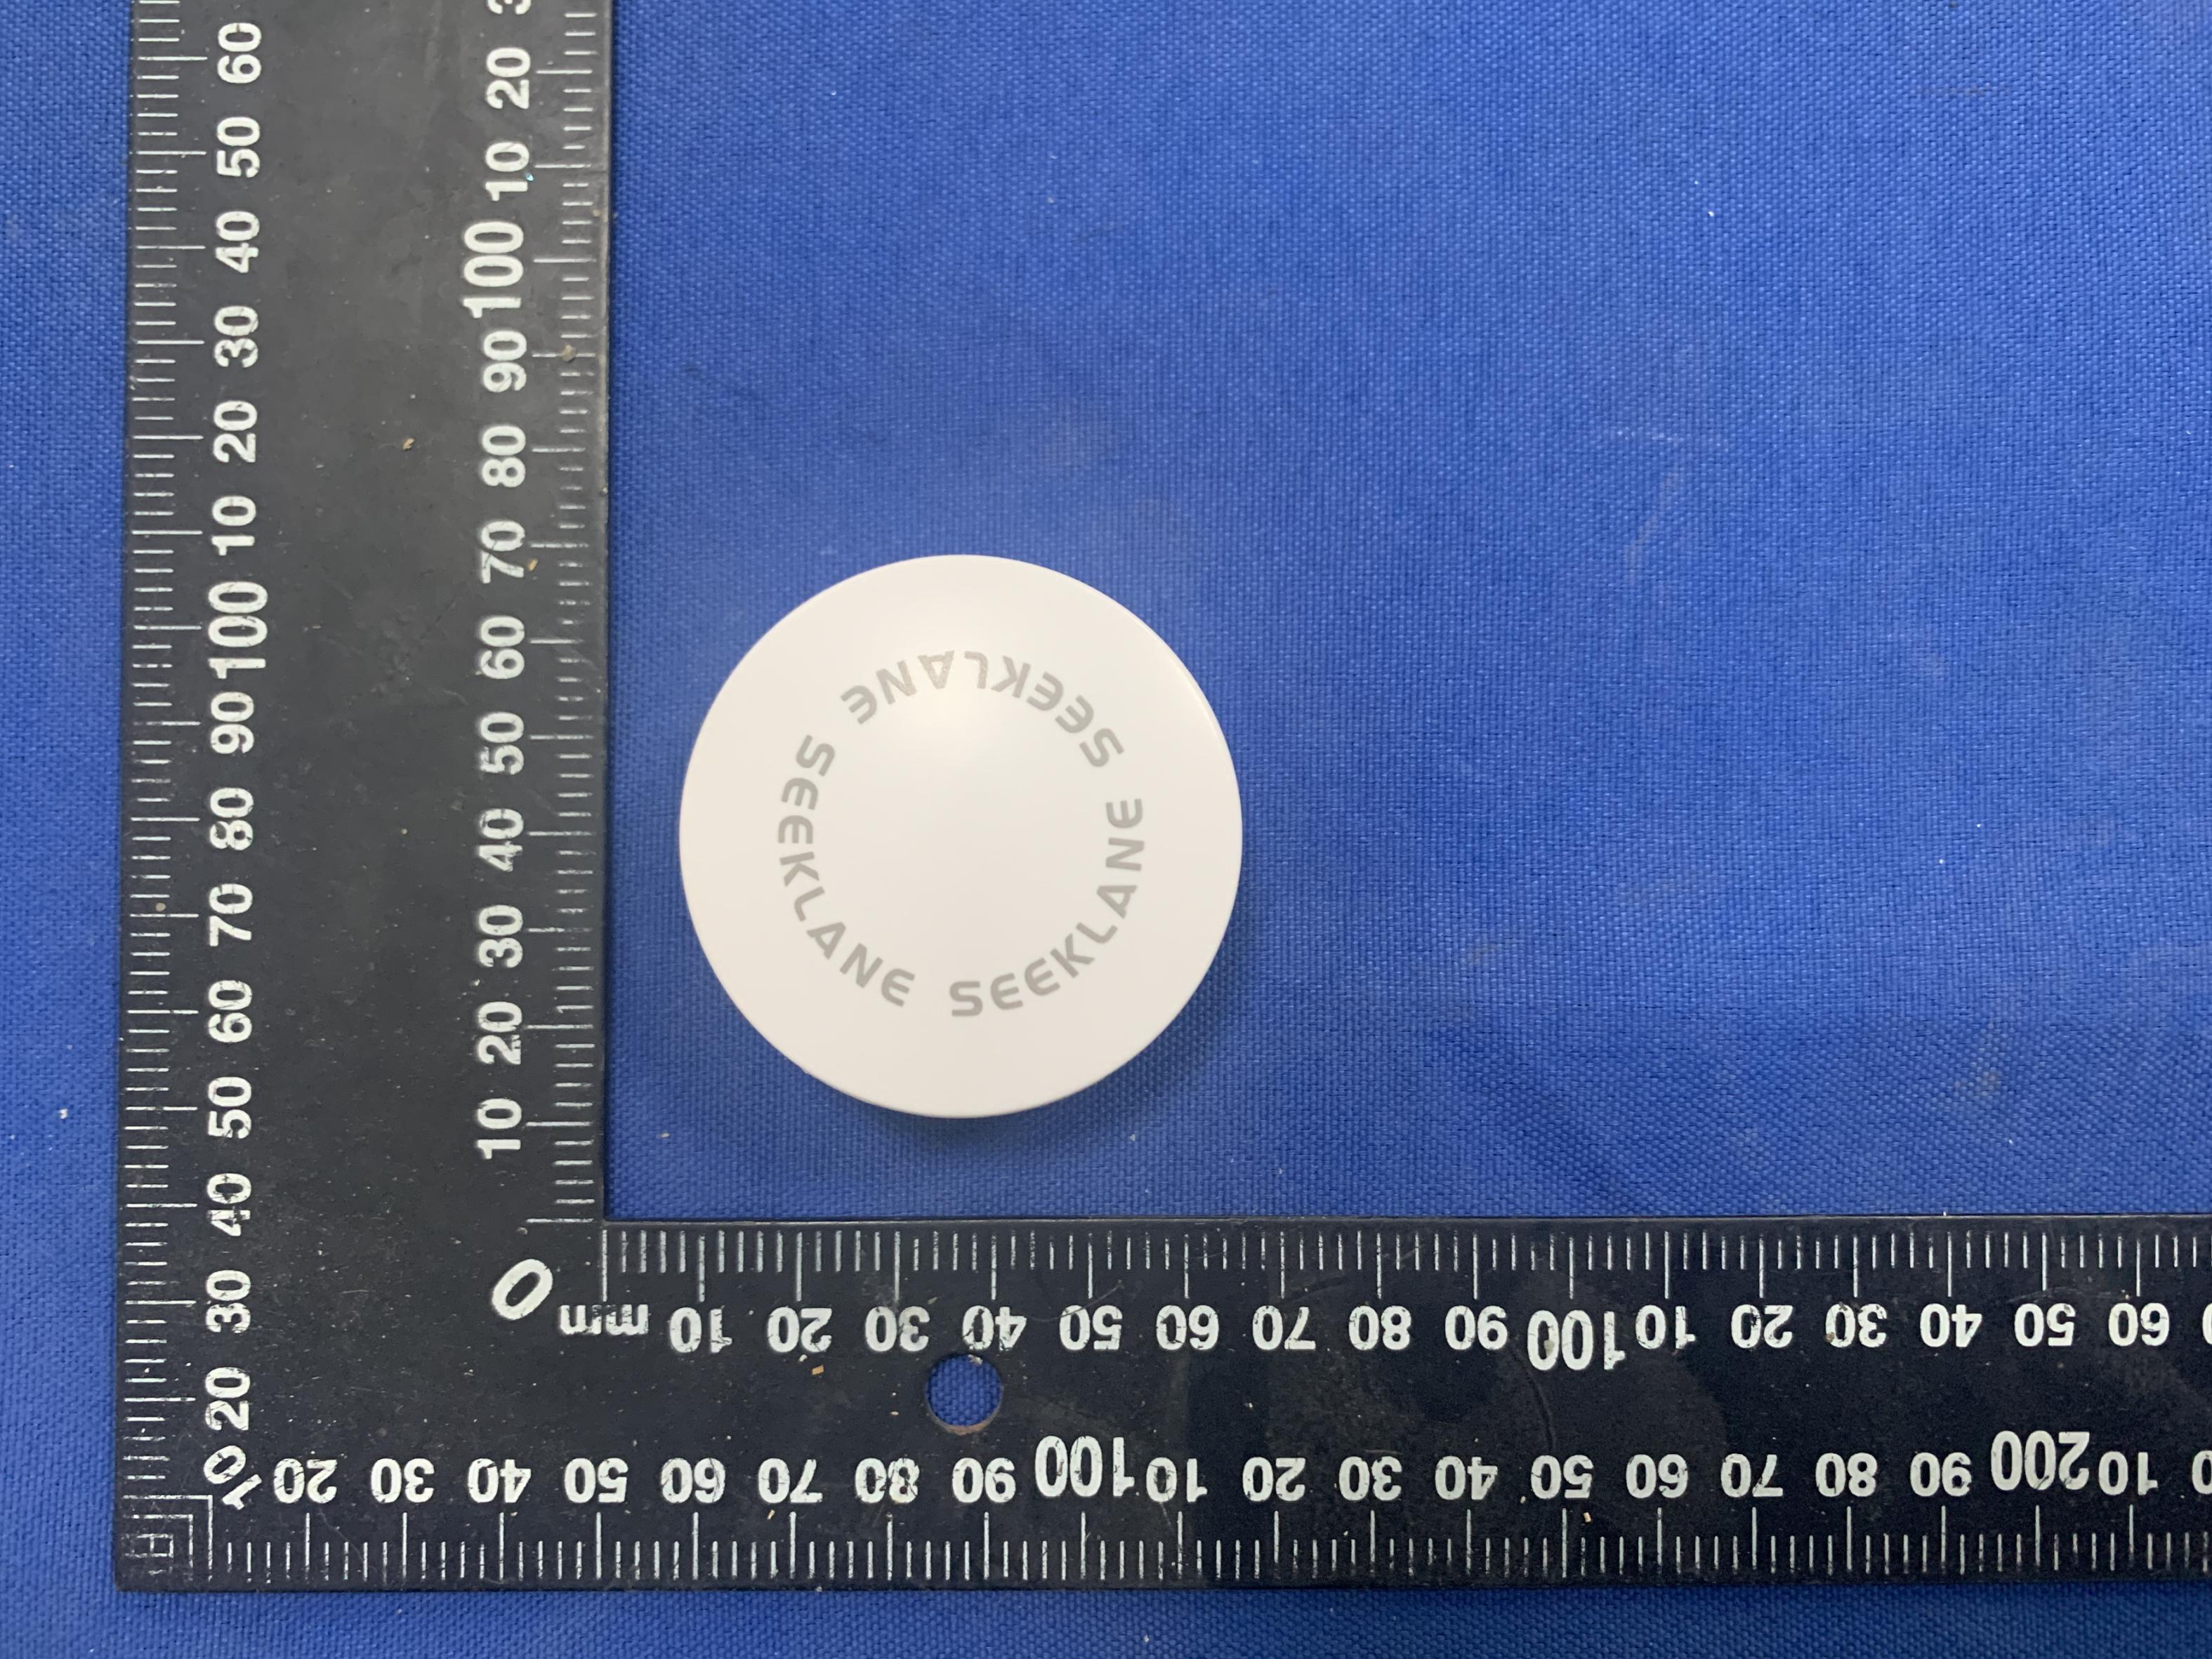 SEEKLANE SEEKLANE SEEKLANE
60 50 40 30 20 10 100 90 80 70 60 50 40 30 20 10
20 10 100 90 80 70 60 50 40 30 20 10
0 mm 10 20 30 40 50 60 70 80 90 100 10 20 30 40 50 60
20 30 40 50 60 70 80 90 100 10 20 30 40 50 60 70 80 90 200 10